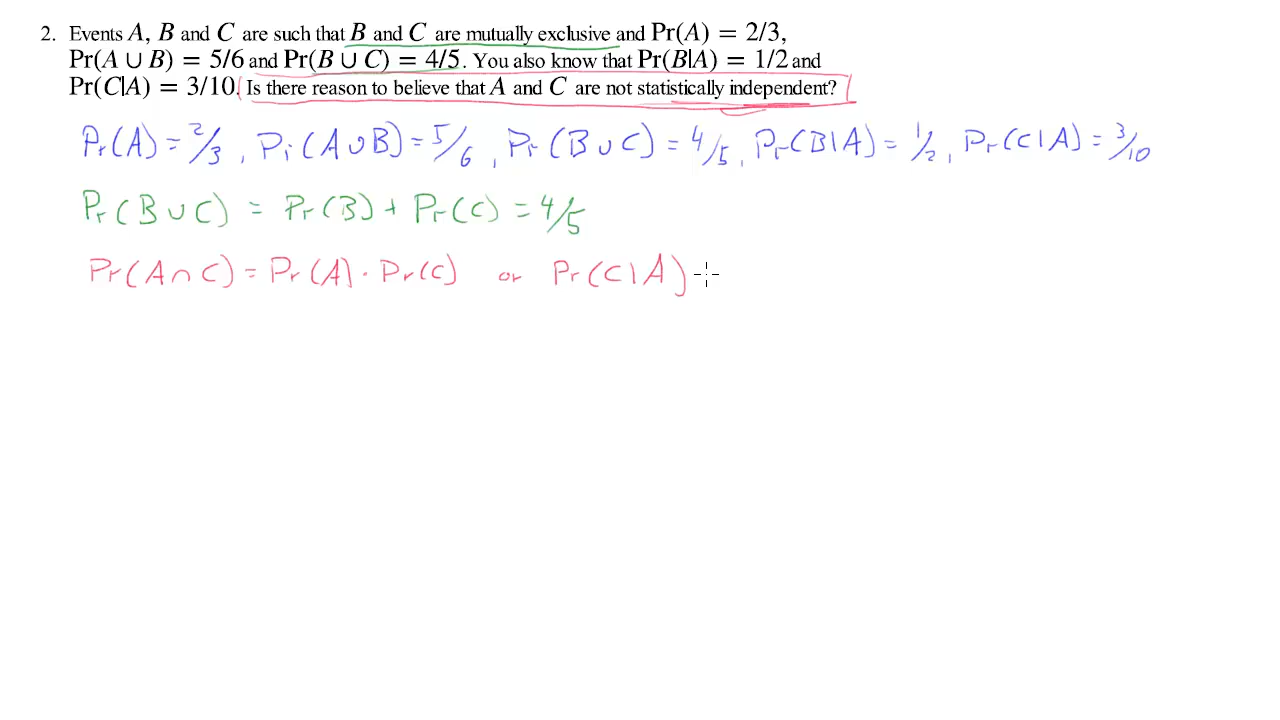 2. Events A, B and C are such that B and C are mutually exclusive and Pr(A) = 2/3,
Pr(A ∪ B) = 5/6 and Pr(B ∪ C) = 4/5. You also know that Pr(B|A) = 1/2 and
Pr(C|A) = 3/10. Is there reason to believe that A and C are not statistically independent?
Pr(A) = 2/3, Pr(A ∪ B) = 5/6, Pr(B ∪ C) = 4/5, Pr(B|A) = 1/2, Pr(C|A) = 3/10
Pr(B ∪ C) = Pr(B) + Pr(C) = 4/5
Pr(A ∩ C) = Pr(A) · Pr(C) or Pr(C|A)